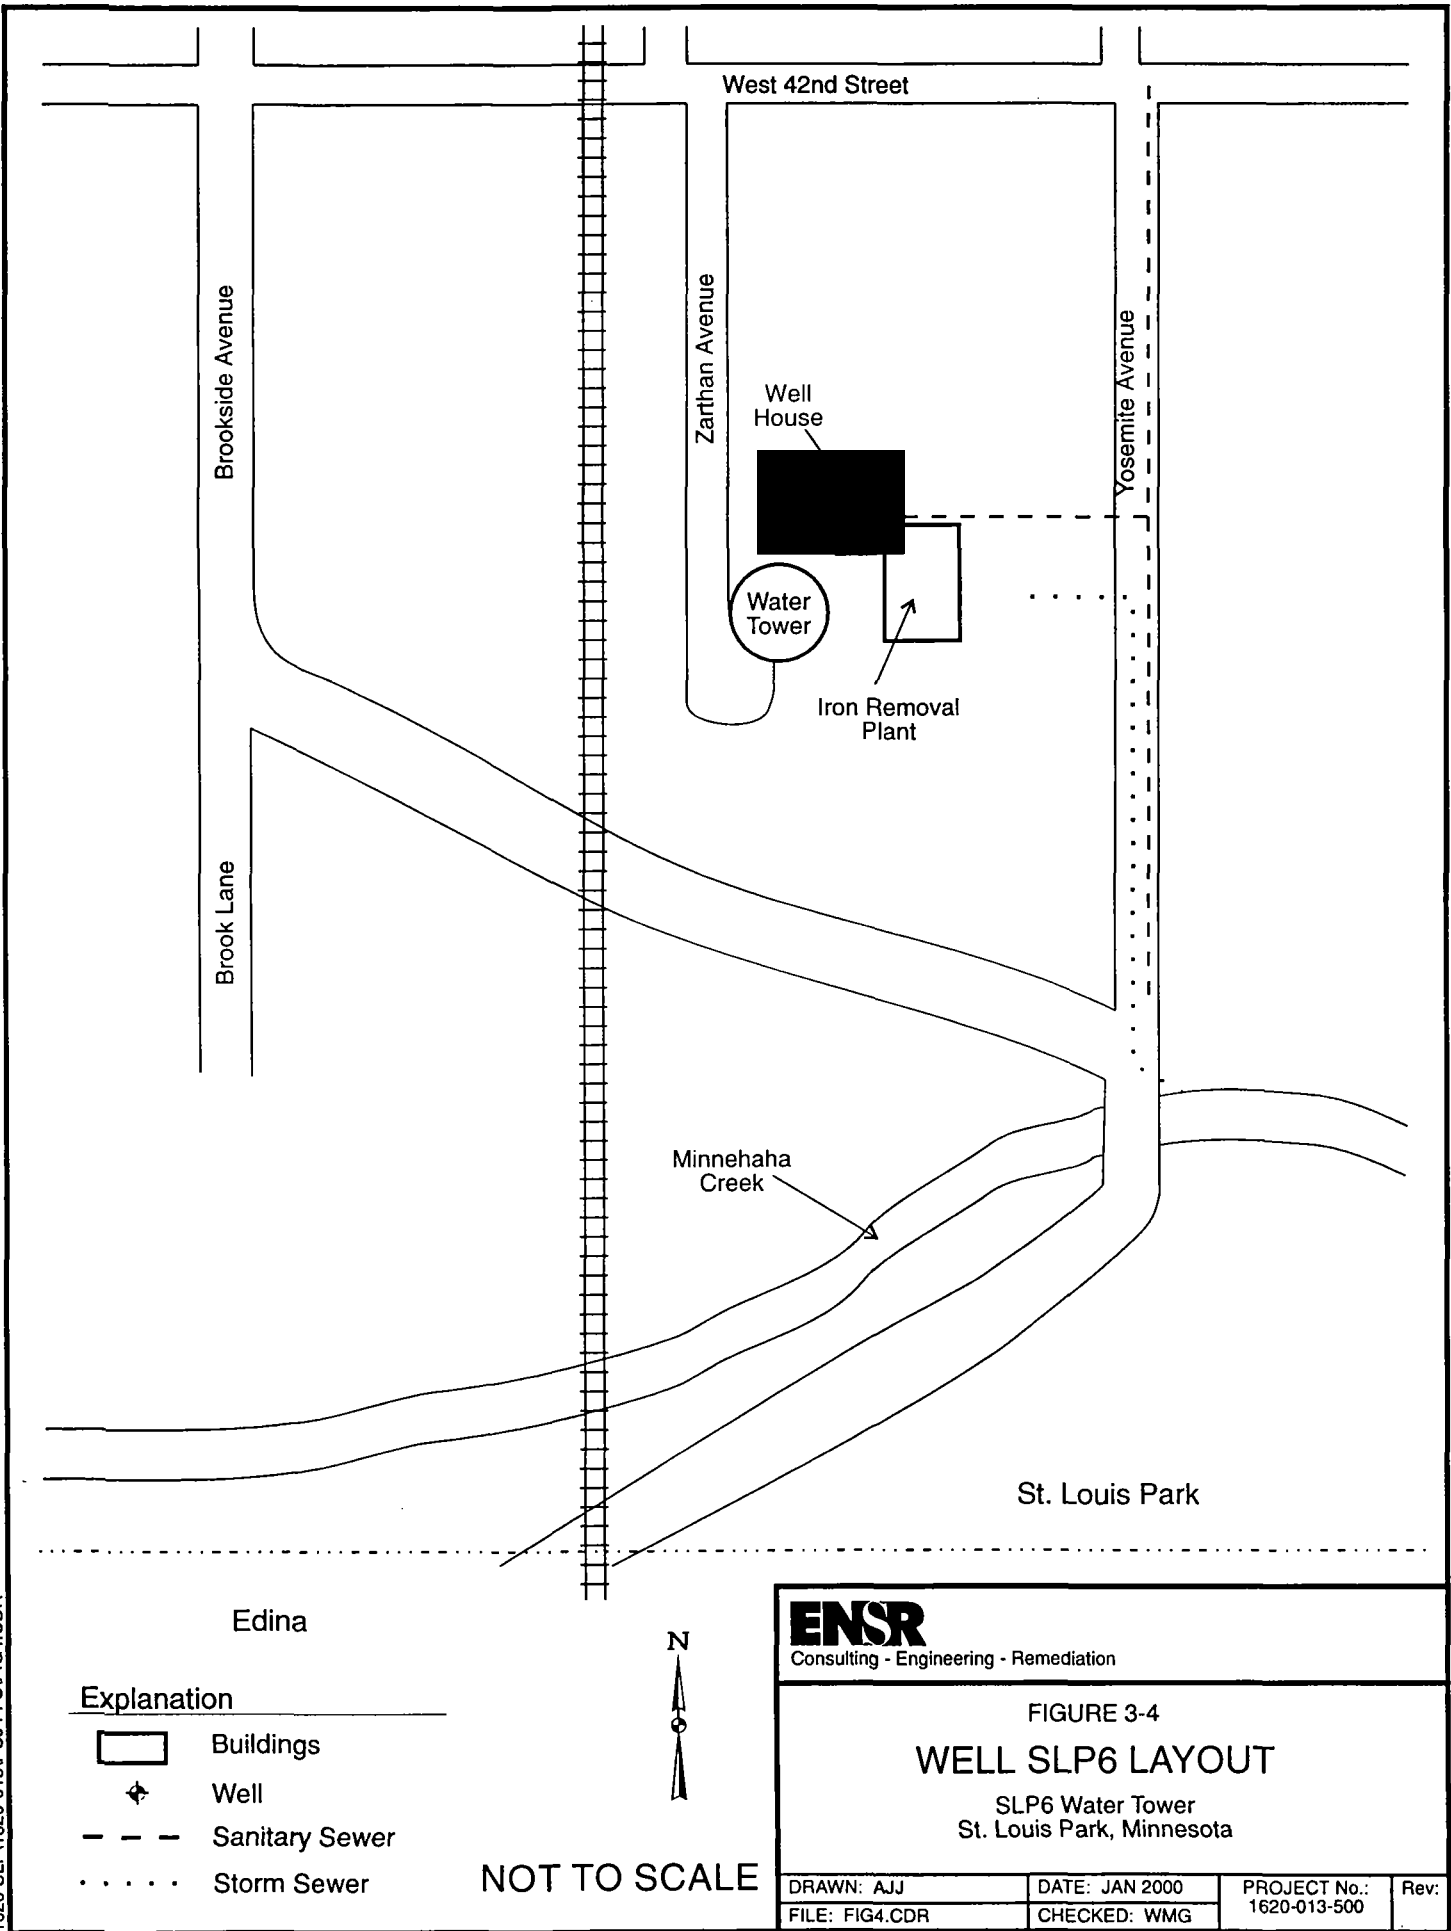 West 42nd Street
Brookside Avenue
Zarthan Avenue
Yosemite Avenue
Well
House
Water
Tower
Iron Removal
Plant
Brook Lane
Minnehaha
Creek
St. Louis Park
Edina
N
Explanation
Buildings
Well
Sanitary Sewer
Storm Sewer
NOT TO SCALE
ENSR
Consulting - Engineering - Remediation
FIGURE 3-4
WELL SLP6 LAYOUT
SLP6 Water Tower
St. Louis Park, Minnesota
DRAWN: AJJ
DATE: JAN 2000
PROJECT No.:
1620-013-500
Rev:
FILE: FIG4.CDR
CHECKED: WMG